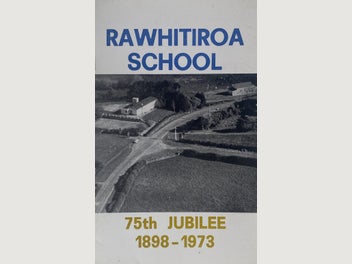 RAWHITIROA
SCHOOL
75th JUBILEE
1898-1973